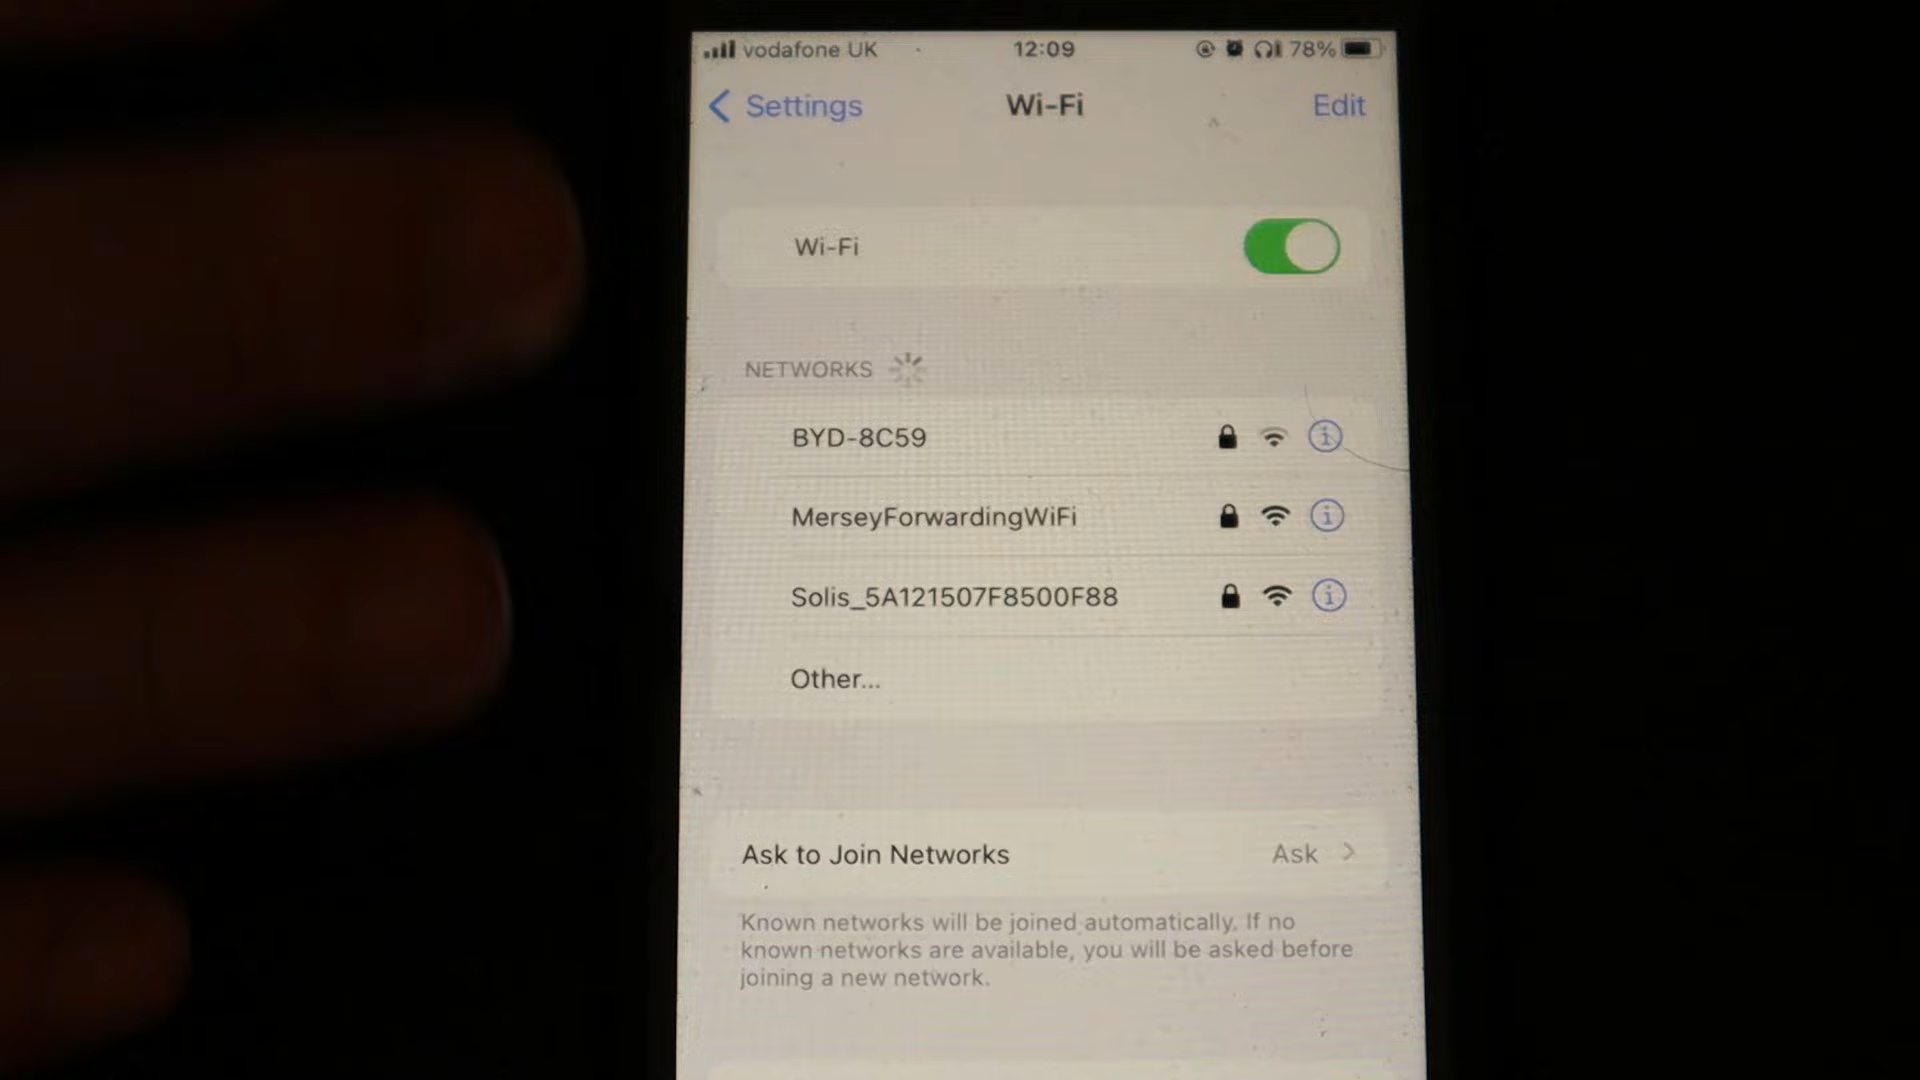 vodafone UK 12:09 78%
Settings Wi-Fi Edit
Wi-Fi
NETWORKS
BYD-8C59
MerseyForwardingWiFi
Solis_5A121507F8500F88
Other...
Ask to Join Networks Ask
Known networks will be joined automatically. If no
known networks are available, you will be asked before
joining a new network.